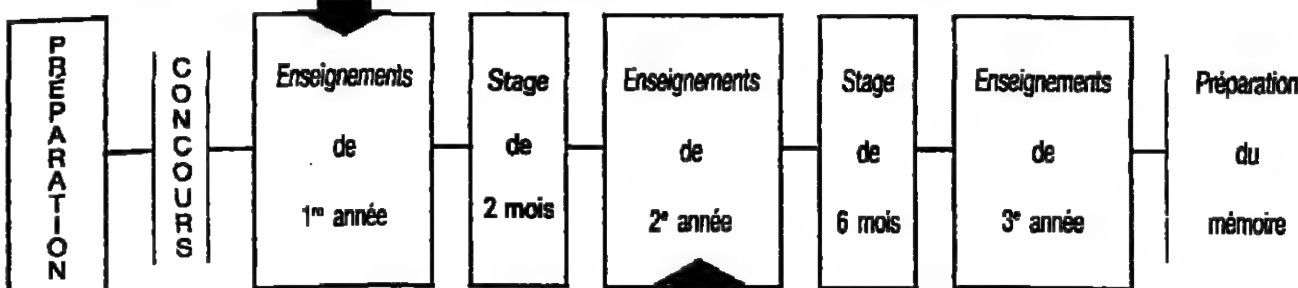 PRÉPARATION
CONCOURS
Enseignements
de
1re année
Stage
de
2 mois
Enseignements
de
2e année
Stage
de
6 mois
Enseignements
de
3e année
Préparation
du
mémoire